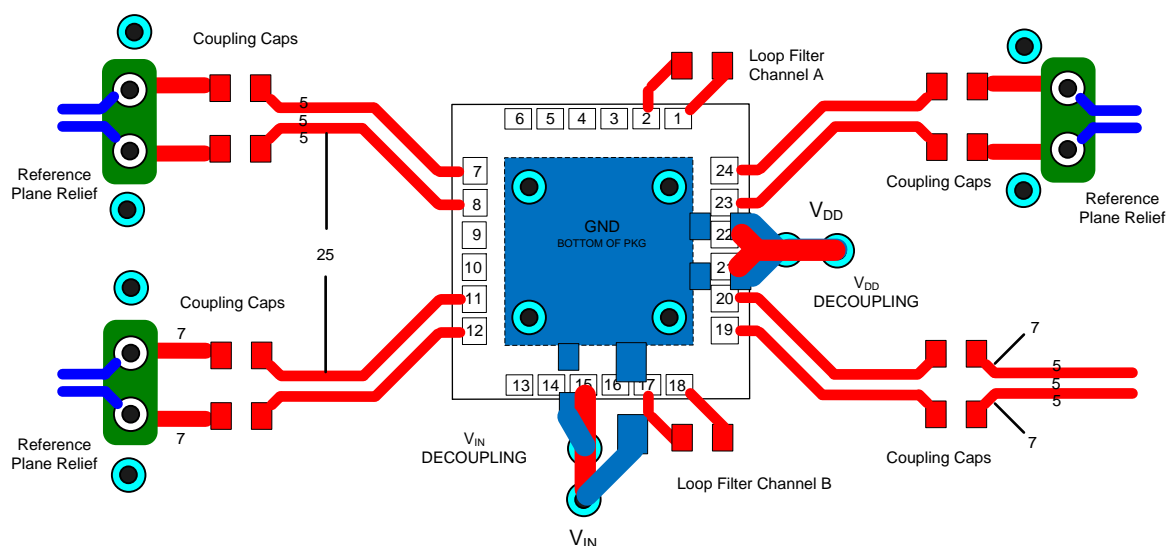 Coupling Caps
Loop Filter
Channel A
Coupling Caps
Reference
Plane Relief
Reference
Plane Relief
5
5
5
6 5 4 3 2 1
7
8
9
10
11
12
24
23
22
21
20
19
GND
BOTTOM OF PKG
VDD
VDD
DECOUPLING
25
Coupling Caps
7
7
Reference
Plane Relief
13 14 15 16 17 18
VIN
DECOUPLING
VIN
Loop Filter Channel B
7
5
5
5
7
Coupling Caps